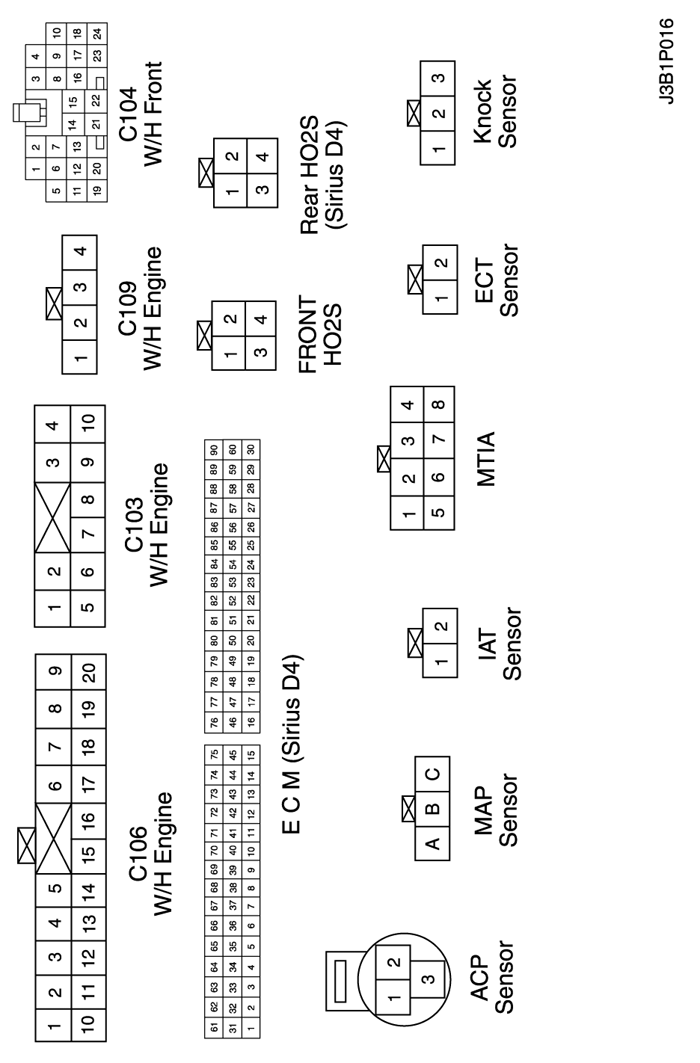 1 2 3 4 5 6 7 8 9
10 11 12 13 14 15 16 17 18 19 20
C106
W/H Engine
1 2 3 4
5 6 7 8 9 10
C103
W/H Engine
1 2 3 4
C109
W/H Engine
1 2 3 4
5 6 7 8 9 10
11 12 13 14 15 16 17 18
19 20 21 22 23 24
C104
W/H Front
61 62 63 64 65 66 67 68 69 70 71 72 73 74 75 76 77 78 79 80 81 82 83 84 85 86 87 88 89 90
31 32 33 34 35 36 37 38 39 40 41 42 43 44 45 46 47 48 49 50 51 52 53 54 55 56 57 58 59 60
1 2 3 4 5 6 7 8 9 10 11 12 13 14 15 16 17 18 19 20 21 22 23 24 25 26 27 28 29 30
E C M (Sirius D4)
1 2
3 4
FRONT
HO2S
1 2
3 4
Rear HO2S
(Sirius D4)
1 2
3
ACP
Sensor
A B C
MAP
Sensor
1 2
IAT
Sensor
1 2 3 4
5 6 7 8
MTIA
1 2
ECT
Sensor
1 2 3
Knock
Sensor
J3B1P016